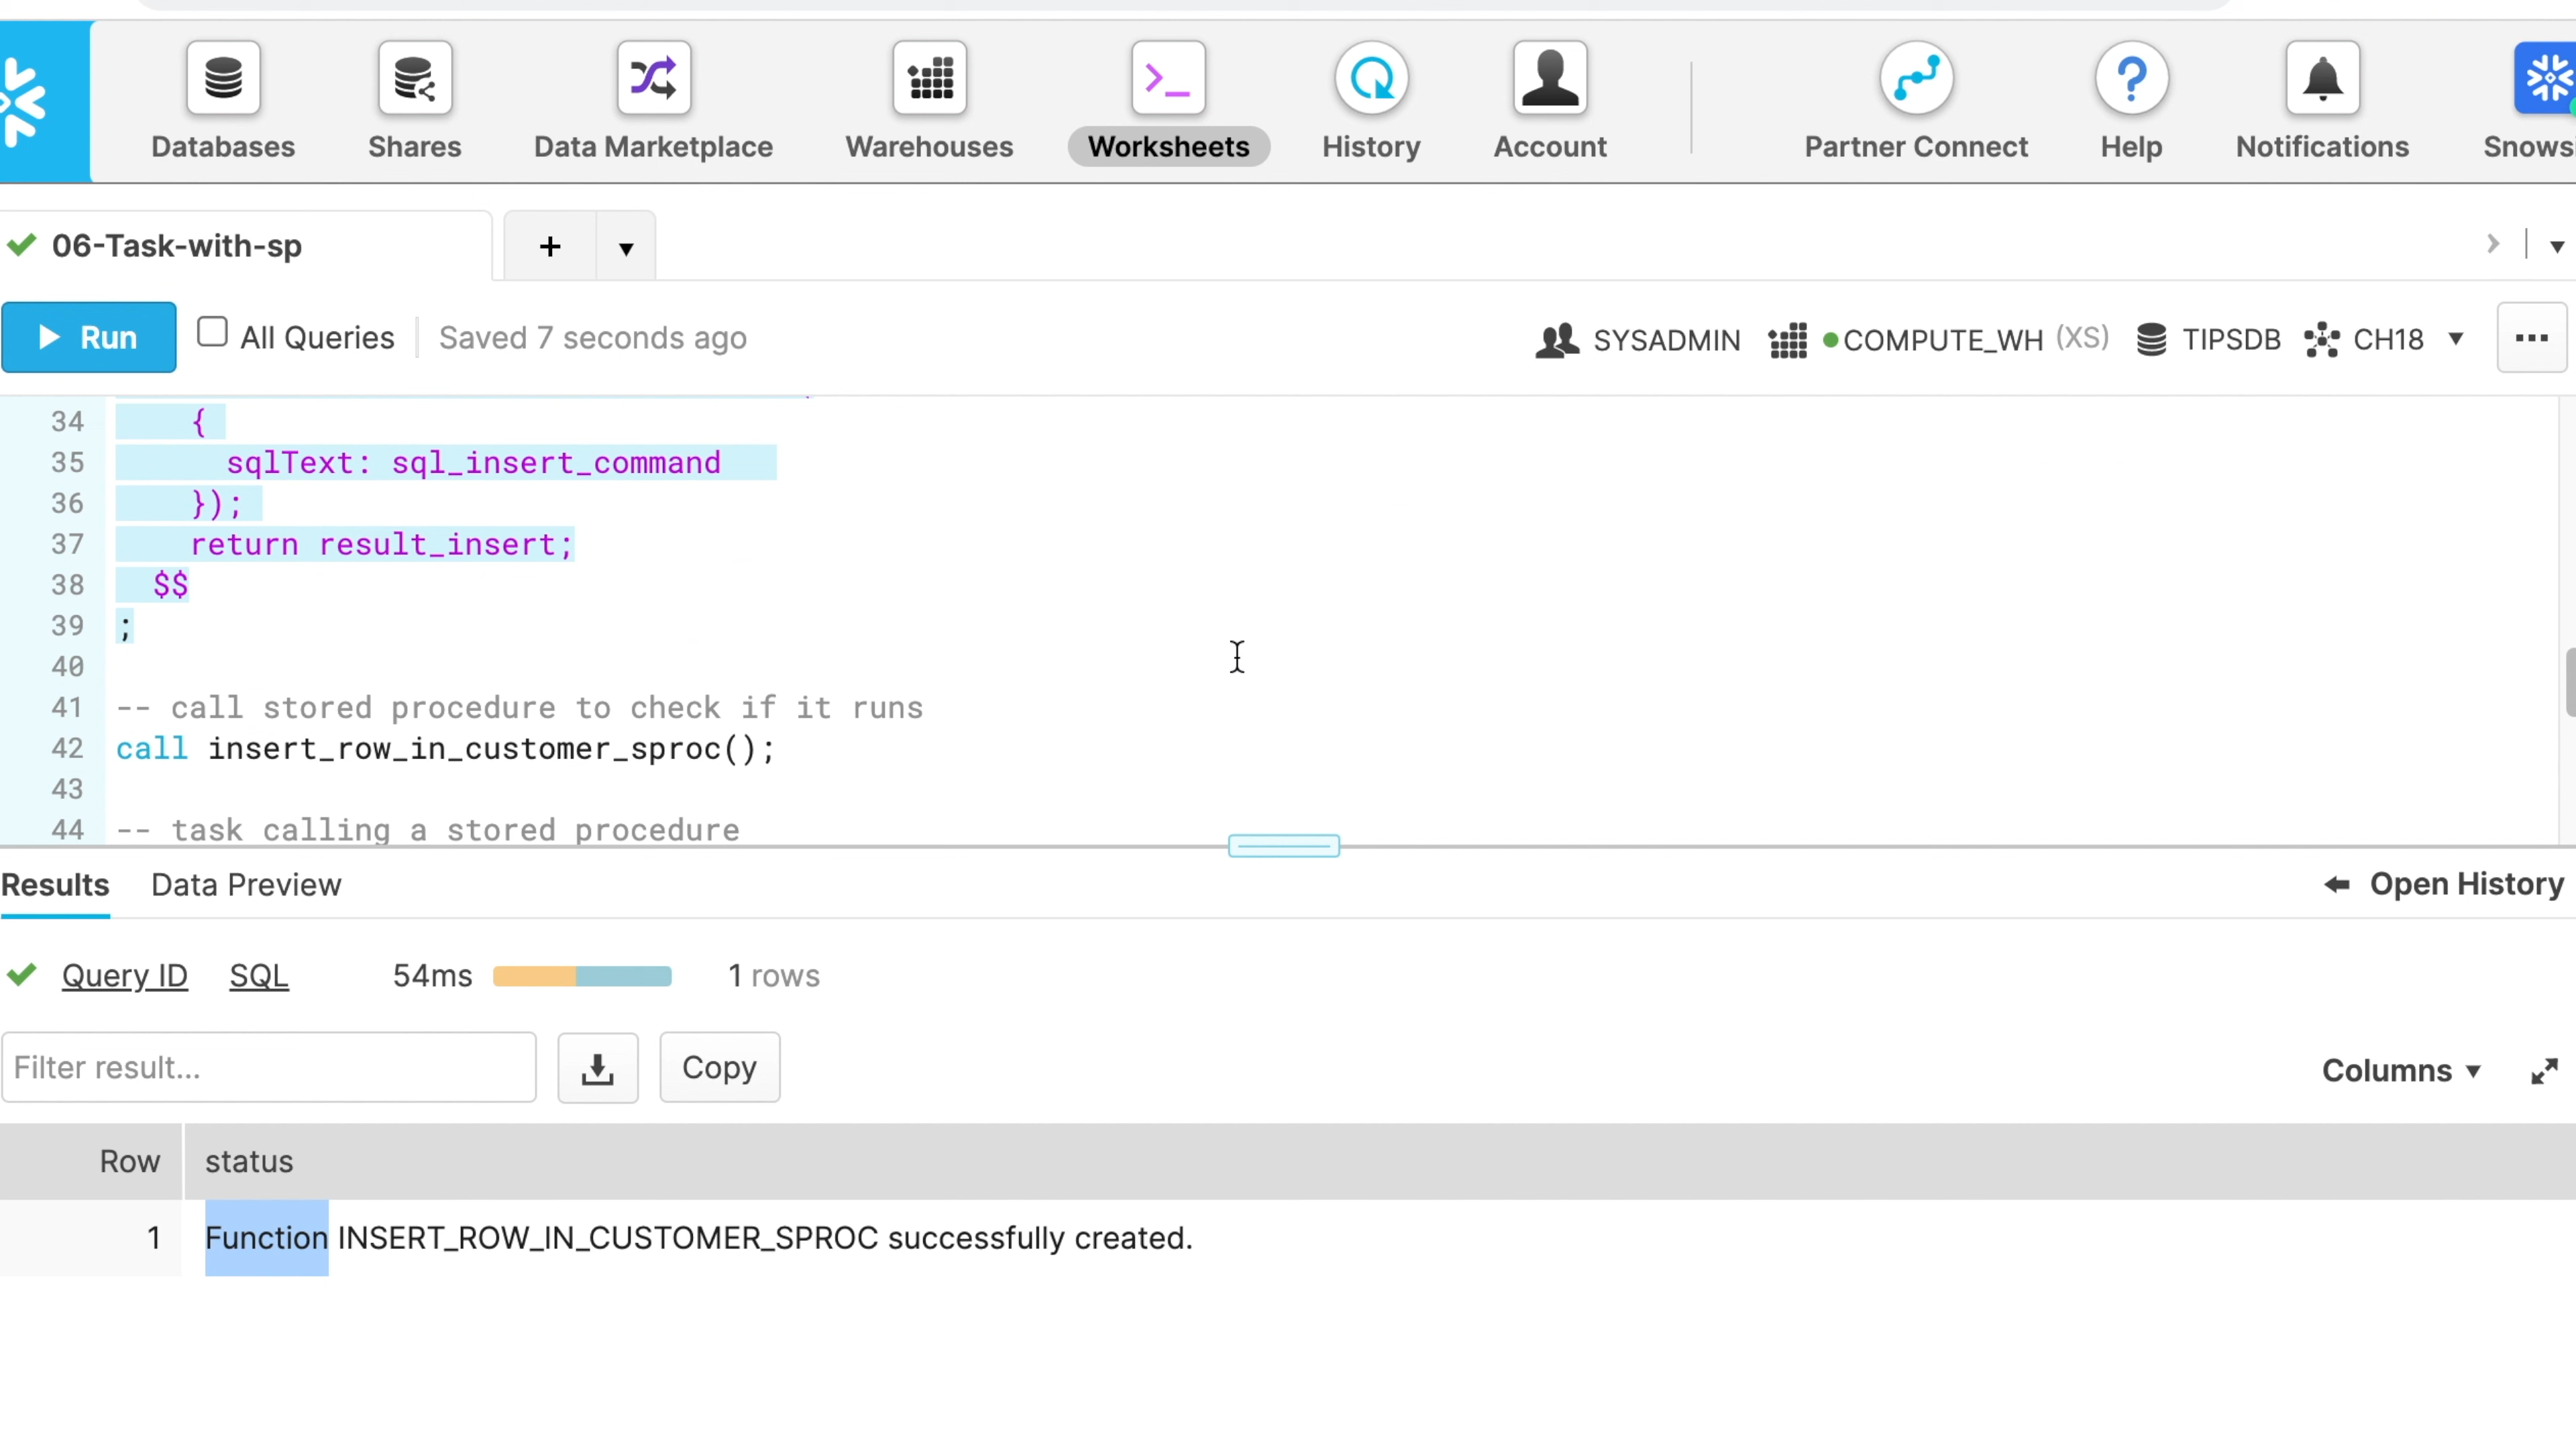 Databases Shares Data Marketplace Warehouses Worksheets History Account Partner Connect Help Notifications Snows
06-Task-with-sp + ▼
Run All Queries Saved 7 seconds ago SYSADMIN COMPUTE_WH (XS) TIPSDB CH18 ...
34 {
35 sqlText: sql_insert_command
36 });
37 return result_insert;
38 $$
39 ;
40
41 -- call stored procedure to check if it runs
42 call insert_row_in_customer_sproc();
43
44 -- task calling a stored procedure
Results Data Preview Open History
Query ID SQL 54ms 1 rows
Filter result... Copy Columns ▼
Row status
1 Function INSERT_ROW_IN_CUSTOMER_SPROC successfully created.